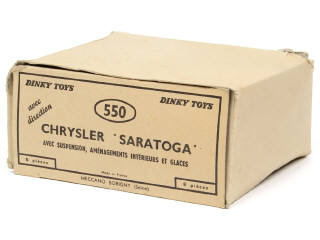 DINKY TOYS
550
DINKY TOYS
avec
direction
CHRYSLER 'SARATOGA'
AVEC SUSPENSION, AMÉNAGEMENTS INTÉRIEURS ET GLACES
6 pièces
Made in France
MECCANO BOBIGNY (Seine)
6 pièces